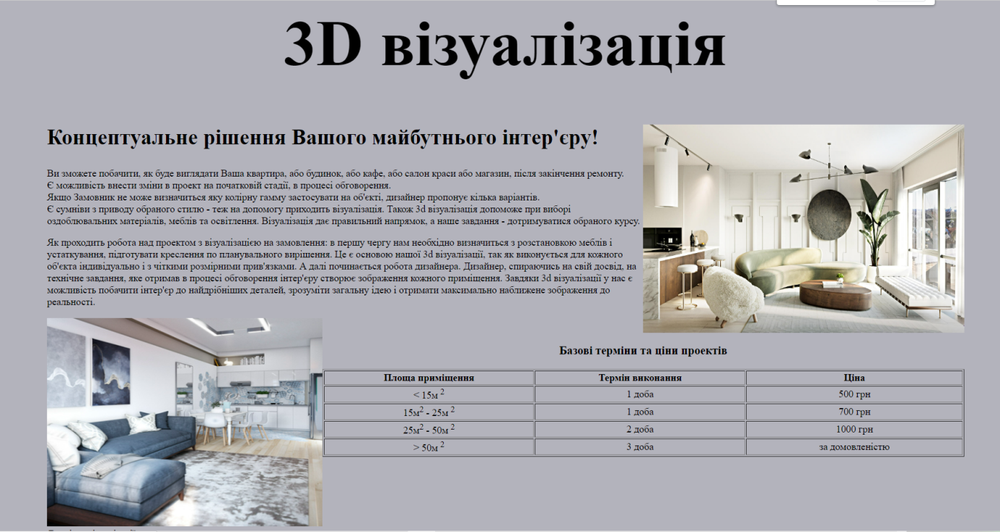 3D візуалізація
Концептуальне рішення Вашого майбутнього інтер'єру!
Ви зможете побачити, як буде виглядати Ваша квартира, або будинок, або кафе, або салон краси або магазин, після закінчення ремонту.
Є можливість внести зміни в проект на початковій стадії, в процесі обговорення.
Якщо Замовник не може визначиться яку колірну гамму застосувати на об'єкті, дизайнер пропонує кілька варіантів.
Є сумніви з приводу обраного стилю - теж на допомогу приходить візуалізація. Також 3d візуалізація допоможе при виборі
оздоблювальних матеріалів, меблів та освітлення. Візуалізація дає правильний напрямок, а наше завдання - дотримуватися обраного курсу.
Як проходить робота над проектом з візуалізацією на замовлення: в першу чергу нам необхідно визначиться з розстановкою меблів і
устаткування, підготувати креслення по планувального вирішення. Це є основою нашої 3d візуалізації, так як виконується для кожного
об'єкта індивідуально і з чіткими розмірними прив'язками. А далі починається робота дизайнера. Дизайнер, спираючись на свій досвід, на
технічне завдання, яке отримав в процесі обговорення інтер'єру створює зображення кожного приміщення. Завдяки 3d візуалізації у нас є
можливість побачити інтер'єр до найдрібніших деталей, зрозуміти загальну ідею і отримати максимально наближене зображення до
реальності.
Базові терміни та ціни проектів
Площа приміщення Термін виконання Ціна
< 15м ² 1 доба 500 грн
15м² - 25м ² 1 доба 700 грн
25м² - 50м ² 2 доба 1000 грн
> 50м ² 3 доба за домовленістю